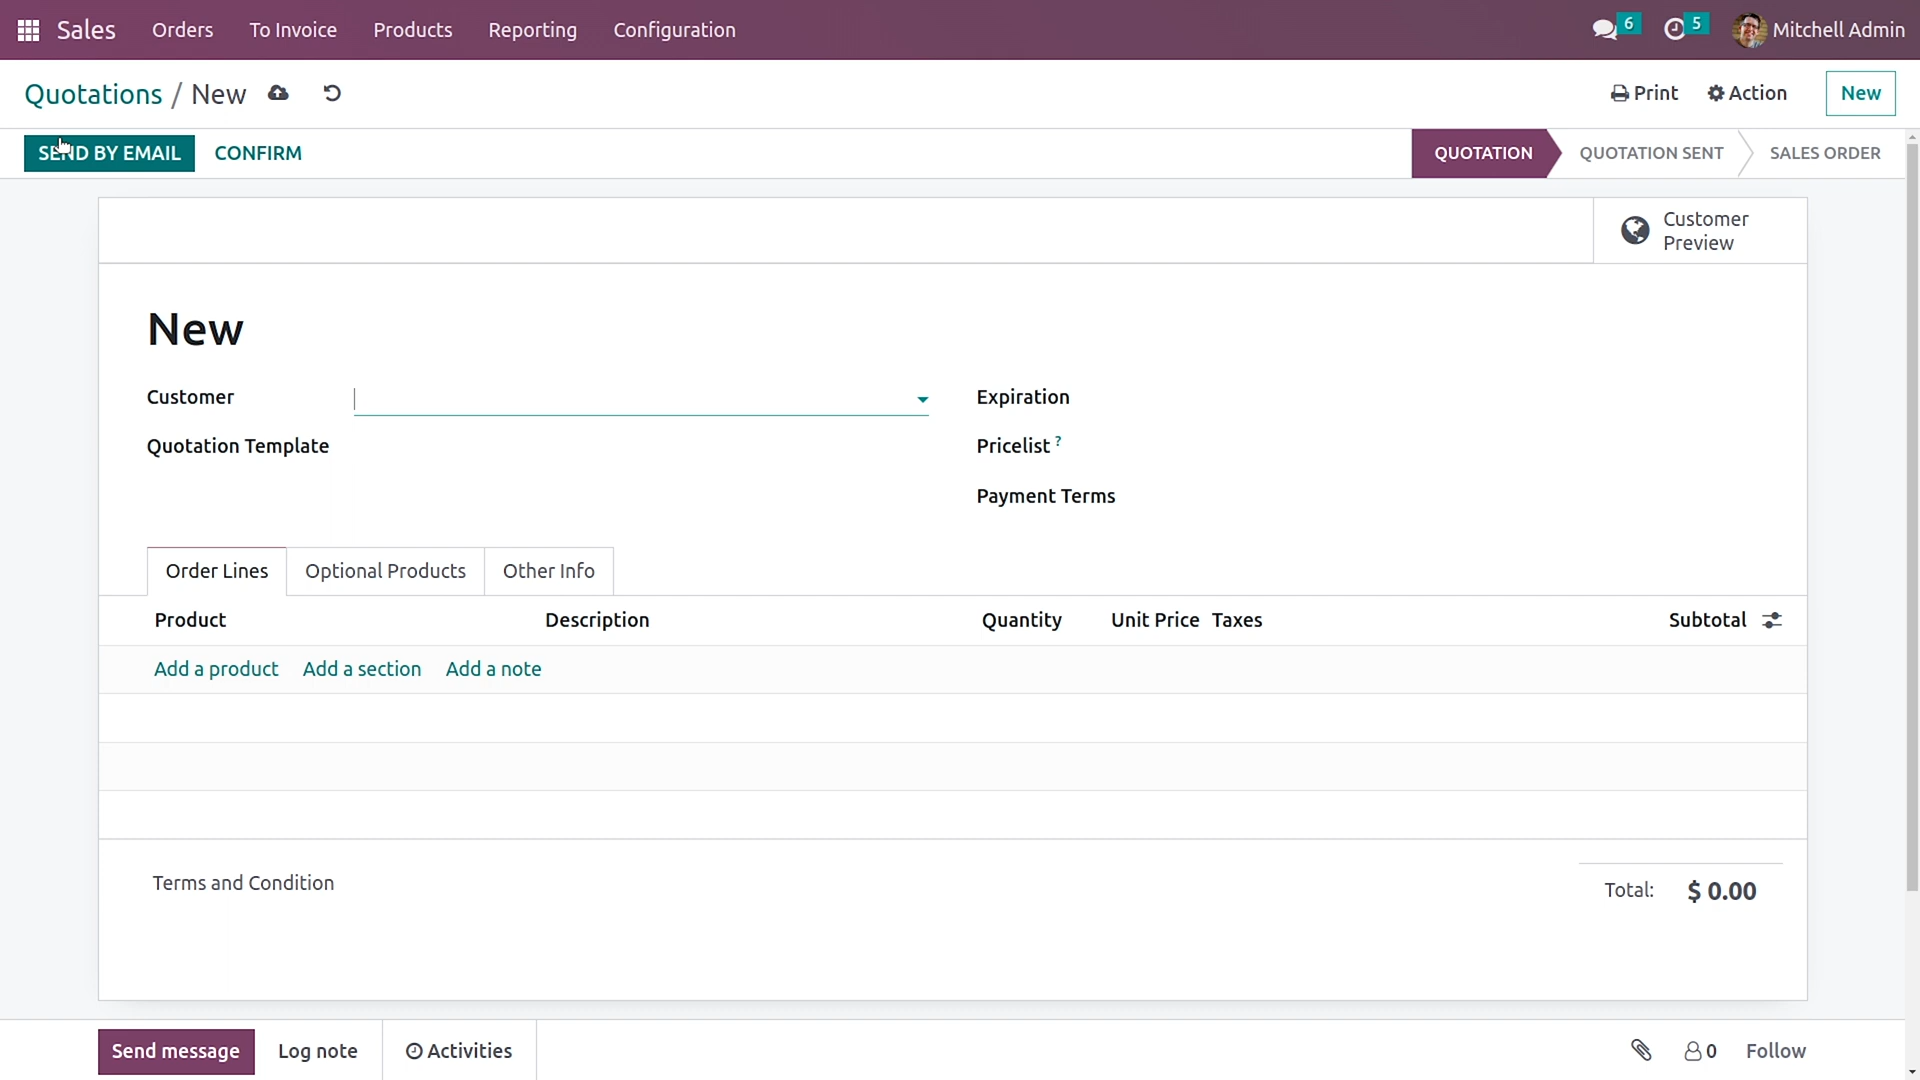 Sales Orders To Invoice Products Reporting Configuration 6 5 Mitchell Admin
Quotations / New Print Action New
SEND BY EMAIL CONFIRM QUOTATION QUOTATION SENT SALES ORDER
Customer
Preview
New
Customer Expiration
Quotation Template Pricelist ?
Payment Terms
Order Lines Optional Products Other Info
Product Description Quantity Unit Price Taxes Subtotal
Add a product Add a section Add a note
Terms and Condition Total: $ 0.00
Send message Log note Activities 0 Follow